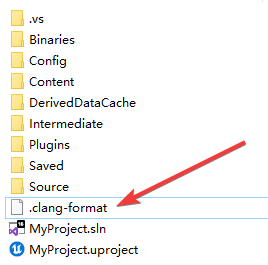 .vs
Binaries
Config
Content
DerivedDataCache
Intermediate
Plugins
Saved
Source
.clang-format
MyProject.sln
MyProject.uproject